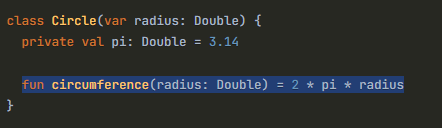 class Circle(var radius: Double) {
private val pi: Double = 3.14
fun circumference(radius: Double) = 2 * pi * radius
}